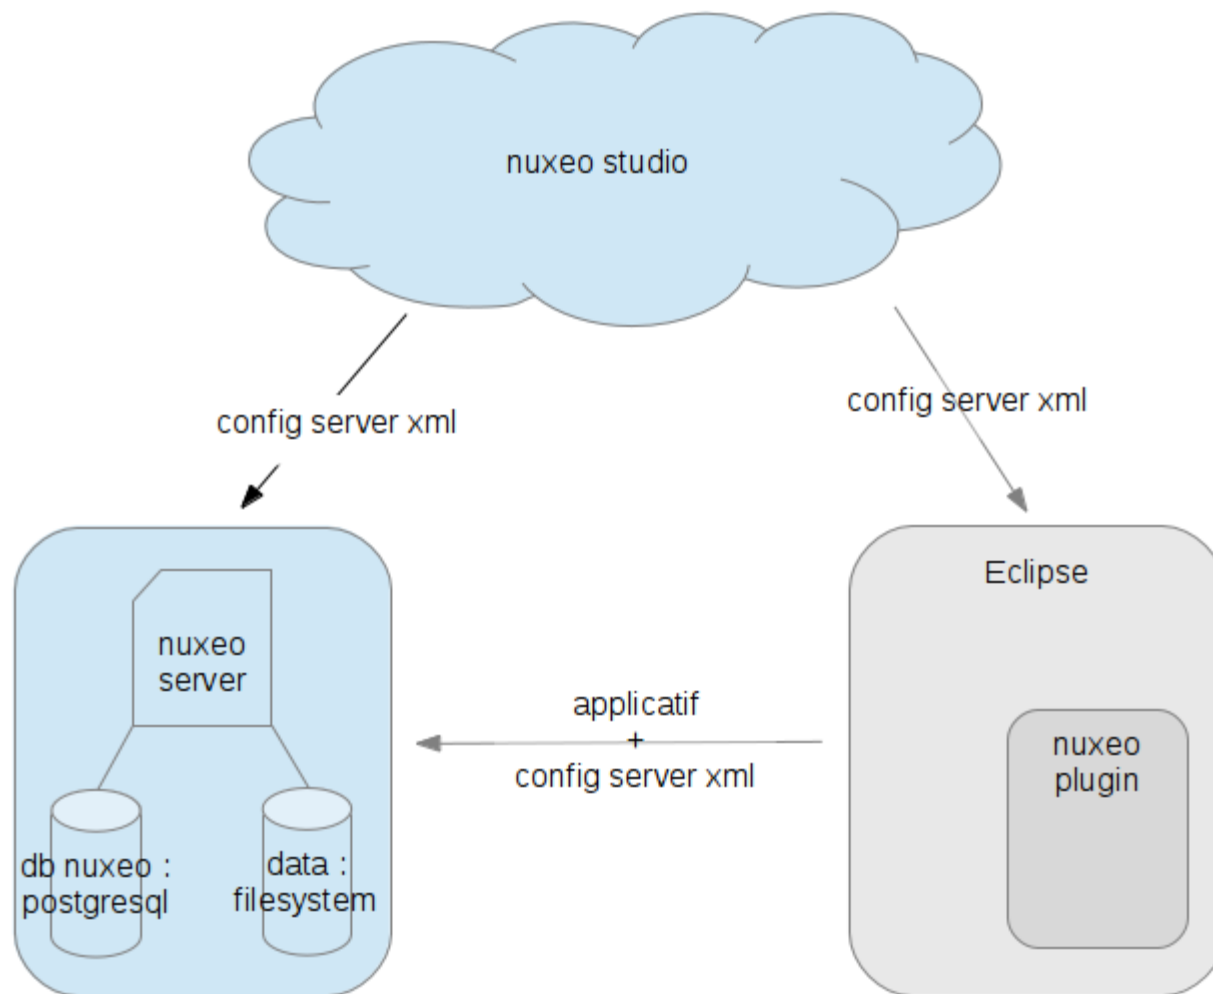 nuxeo studio
config server xml
config server xml
Eclipse
nuxeo
server
applicatif
+
config server xml
nuxeo
plugin
db nuxeo :
postgresql
data :
filesystem